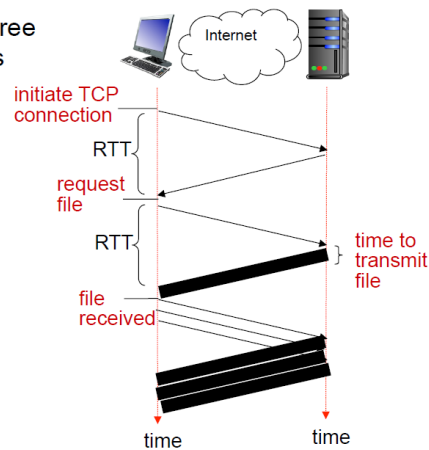 ree
s
Internet
initiate TCP
connection
RTT
request
file
RTT
time to
transmit
file
file
received
time
time